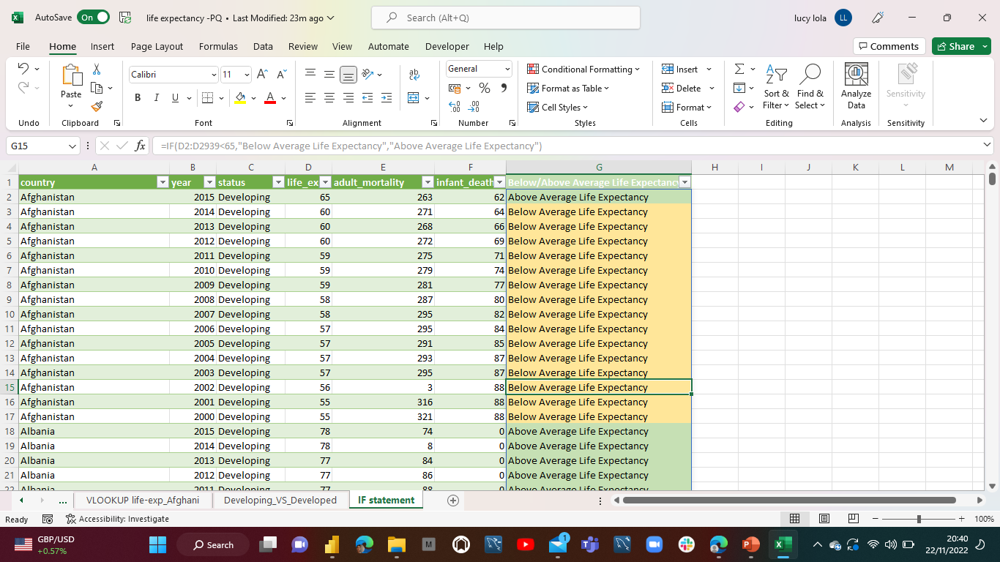 AutoSave On life expectancy -PQ • Last Modified: 23m ago Search (Alt+Q) lucy lola LL
File Home Insert Page Layout Formulas Data Review View Automate Developer Help Comments Share
Calibri 11 A A ab General Conditional Formatting Insert
Paste B I U A % Format as Table Delete Sort & Find & Analyze Sensitivity
Cell Styles Format Filter Select Data
Undo Clipboard Font Alignment Number Styles Cells Editing Analysis Sensitivity
G15 fx =IF(D2:D2939<65,"Below Average Life Expectancy","Above Average Life Expectancy")
A B C D E F G H I J K L M
1 country year status life_ex adult_mortality infant_death Below/Above Average Life Expectanc
2 Afghanistan 2015 Developing 65 263 62 Above Average Life Expectancy
3 Afghanistan 2014 Developing 60 271 64 Below Average Life Expectancy
4 Afghanistan 2013 Developing 60 268 66 Below Average Life Expectancy
5 Afghanistan 2012 Developing 60 272 69 Below Average Life Expectancy
6 Afghanistan 2011 Developing 59 275 71 Below Average Life Expectancy
7 Afghanistan 2010 Developing 59 279 74 Below Average Life Expectancy
8 Afghanistan 2009 Developing 59 281 77 Below Average Life Expectancy
9 Afghanistan 2008 Developing 58 287 80 Below Average Life Expectancy
10 Afghanistan 2007 Developing 58 295 82 Below Average Life Expectancy
11 Afghanistan 2006 Developing 57 295 84 Below Average Life Expectancy
12 Afghanistan 2005 Developing 57 291 85 Below Average Life Expectancy
13 Afghanistan 2004 Developing 57 293 87 Below Average Life Expectancy
14 Afghanistan 2003 Developing 57 295 87 Below Average Life Expectancy
15 Afghanistan 2002 Developing 56 3 88 Below Average Life Expectancy
16 Afghanistan 2001 Developing 55 316 88 Below Average Life Expectancy
17 Afghanistan 2000 Developing 55 321 88 Below Average Life Expectancy
18 Albania 2015 Developing 78 74 0 Above Average Life Expectancy
19 Albania 2014 Developing 78 8 0 Above Average Life Expectancy
20 Albania 2013 Developing 77 84 0 Above Average Life Expectancy
21 Albania 2012 Developing 77 86 0 Above Average Life Expectancy
22 Albania 2011 Developing 77 88 0 Above Average Life Expectancy
... VLOOKUP life-exp_Afghani Developing_VS_Developed IF statement
Ready Accessibility: Investigate 100%
GBP/USD
+0.57%
Search
1
20:40
22/11/2022